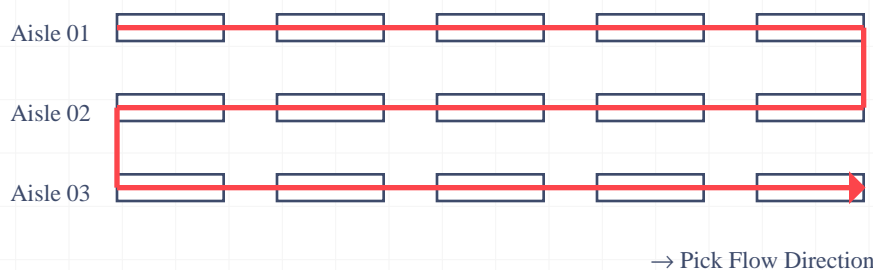 Aisle 01
Aisle 02
Aisle 03
→ Pick Flow Direction